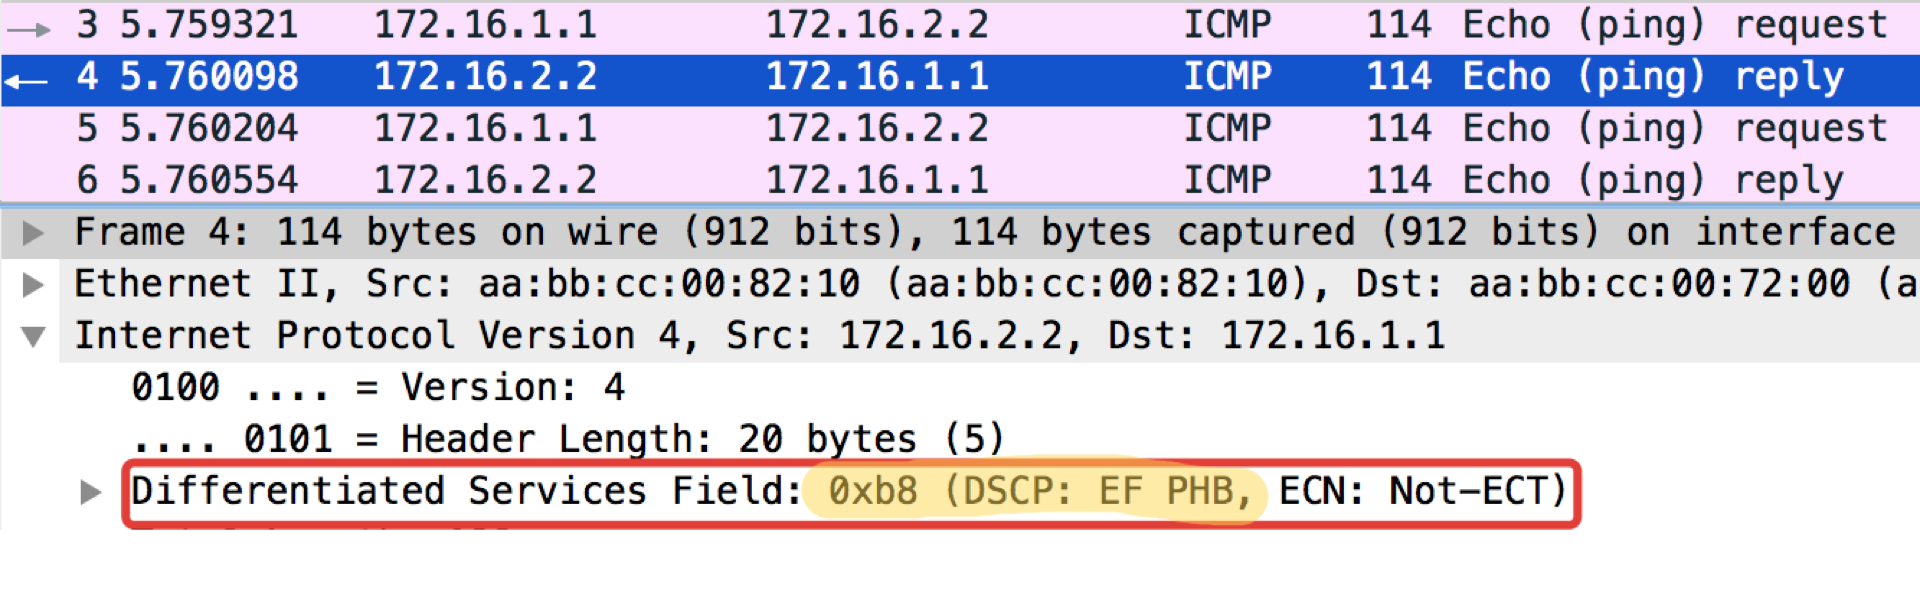 3 5.759321 172.16.1.1 172.16.2.2 ICMP 114 Echo (ping) request
4 5.760098 172.16.2.2 172.16.1.1 ICMP 114 Echo (ping) reply
5 5.760204 172.16.1.1 172.16.2.2 ICMP 114 Echo (ping) request
6 5.760554 172.16.2.2 172.16.1.1 ICMP 114 Echo (ping) reply
Frame 4: 114 bytes on wire (912 bits), 114 bytes captured (912 bits) on interface
Ethernet II, Src: aa:bb:cc:00:82:10 (aa:bb:cc:00:82:10), Dst: aa:bb:cc:00:72:00 (a
Internet Protocol Version 4, Src: 172.16.2.2, Dst: 172.16.1.1
0100 .... = Version: 4
.... 0101 = Header Length: 20 bytes (5)
Differentiated Services Field: 0xb8 (DSCP: EF PHB, ECN: Not-ECT)